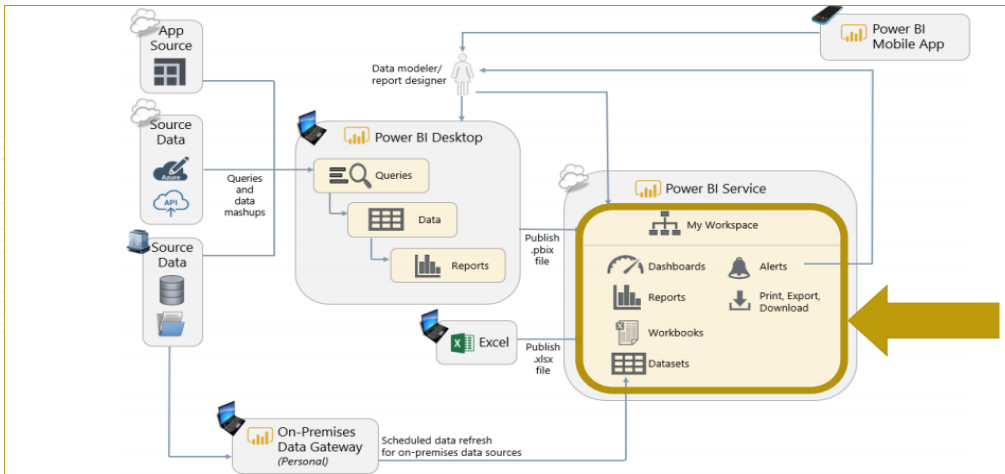 App
Source
Source
Data
Azure
API
Source
Data
Queries
and
data
mashups
Data modeler/
report designer
Power BI
Mobile App
Power BI Desktop
Queries
Data
Reports
Publish
.pbix
file
Excel
Publish
.xlsx
file
Power BI Service
My Workspace
Dashboards
Alerts
Reports
Print, Export,
Download
Workbooks
Datasets
On-Premises
Data Gateway
(Personal)
Scheduled data refresh
for on-premises data sources